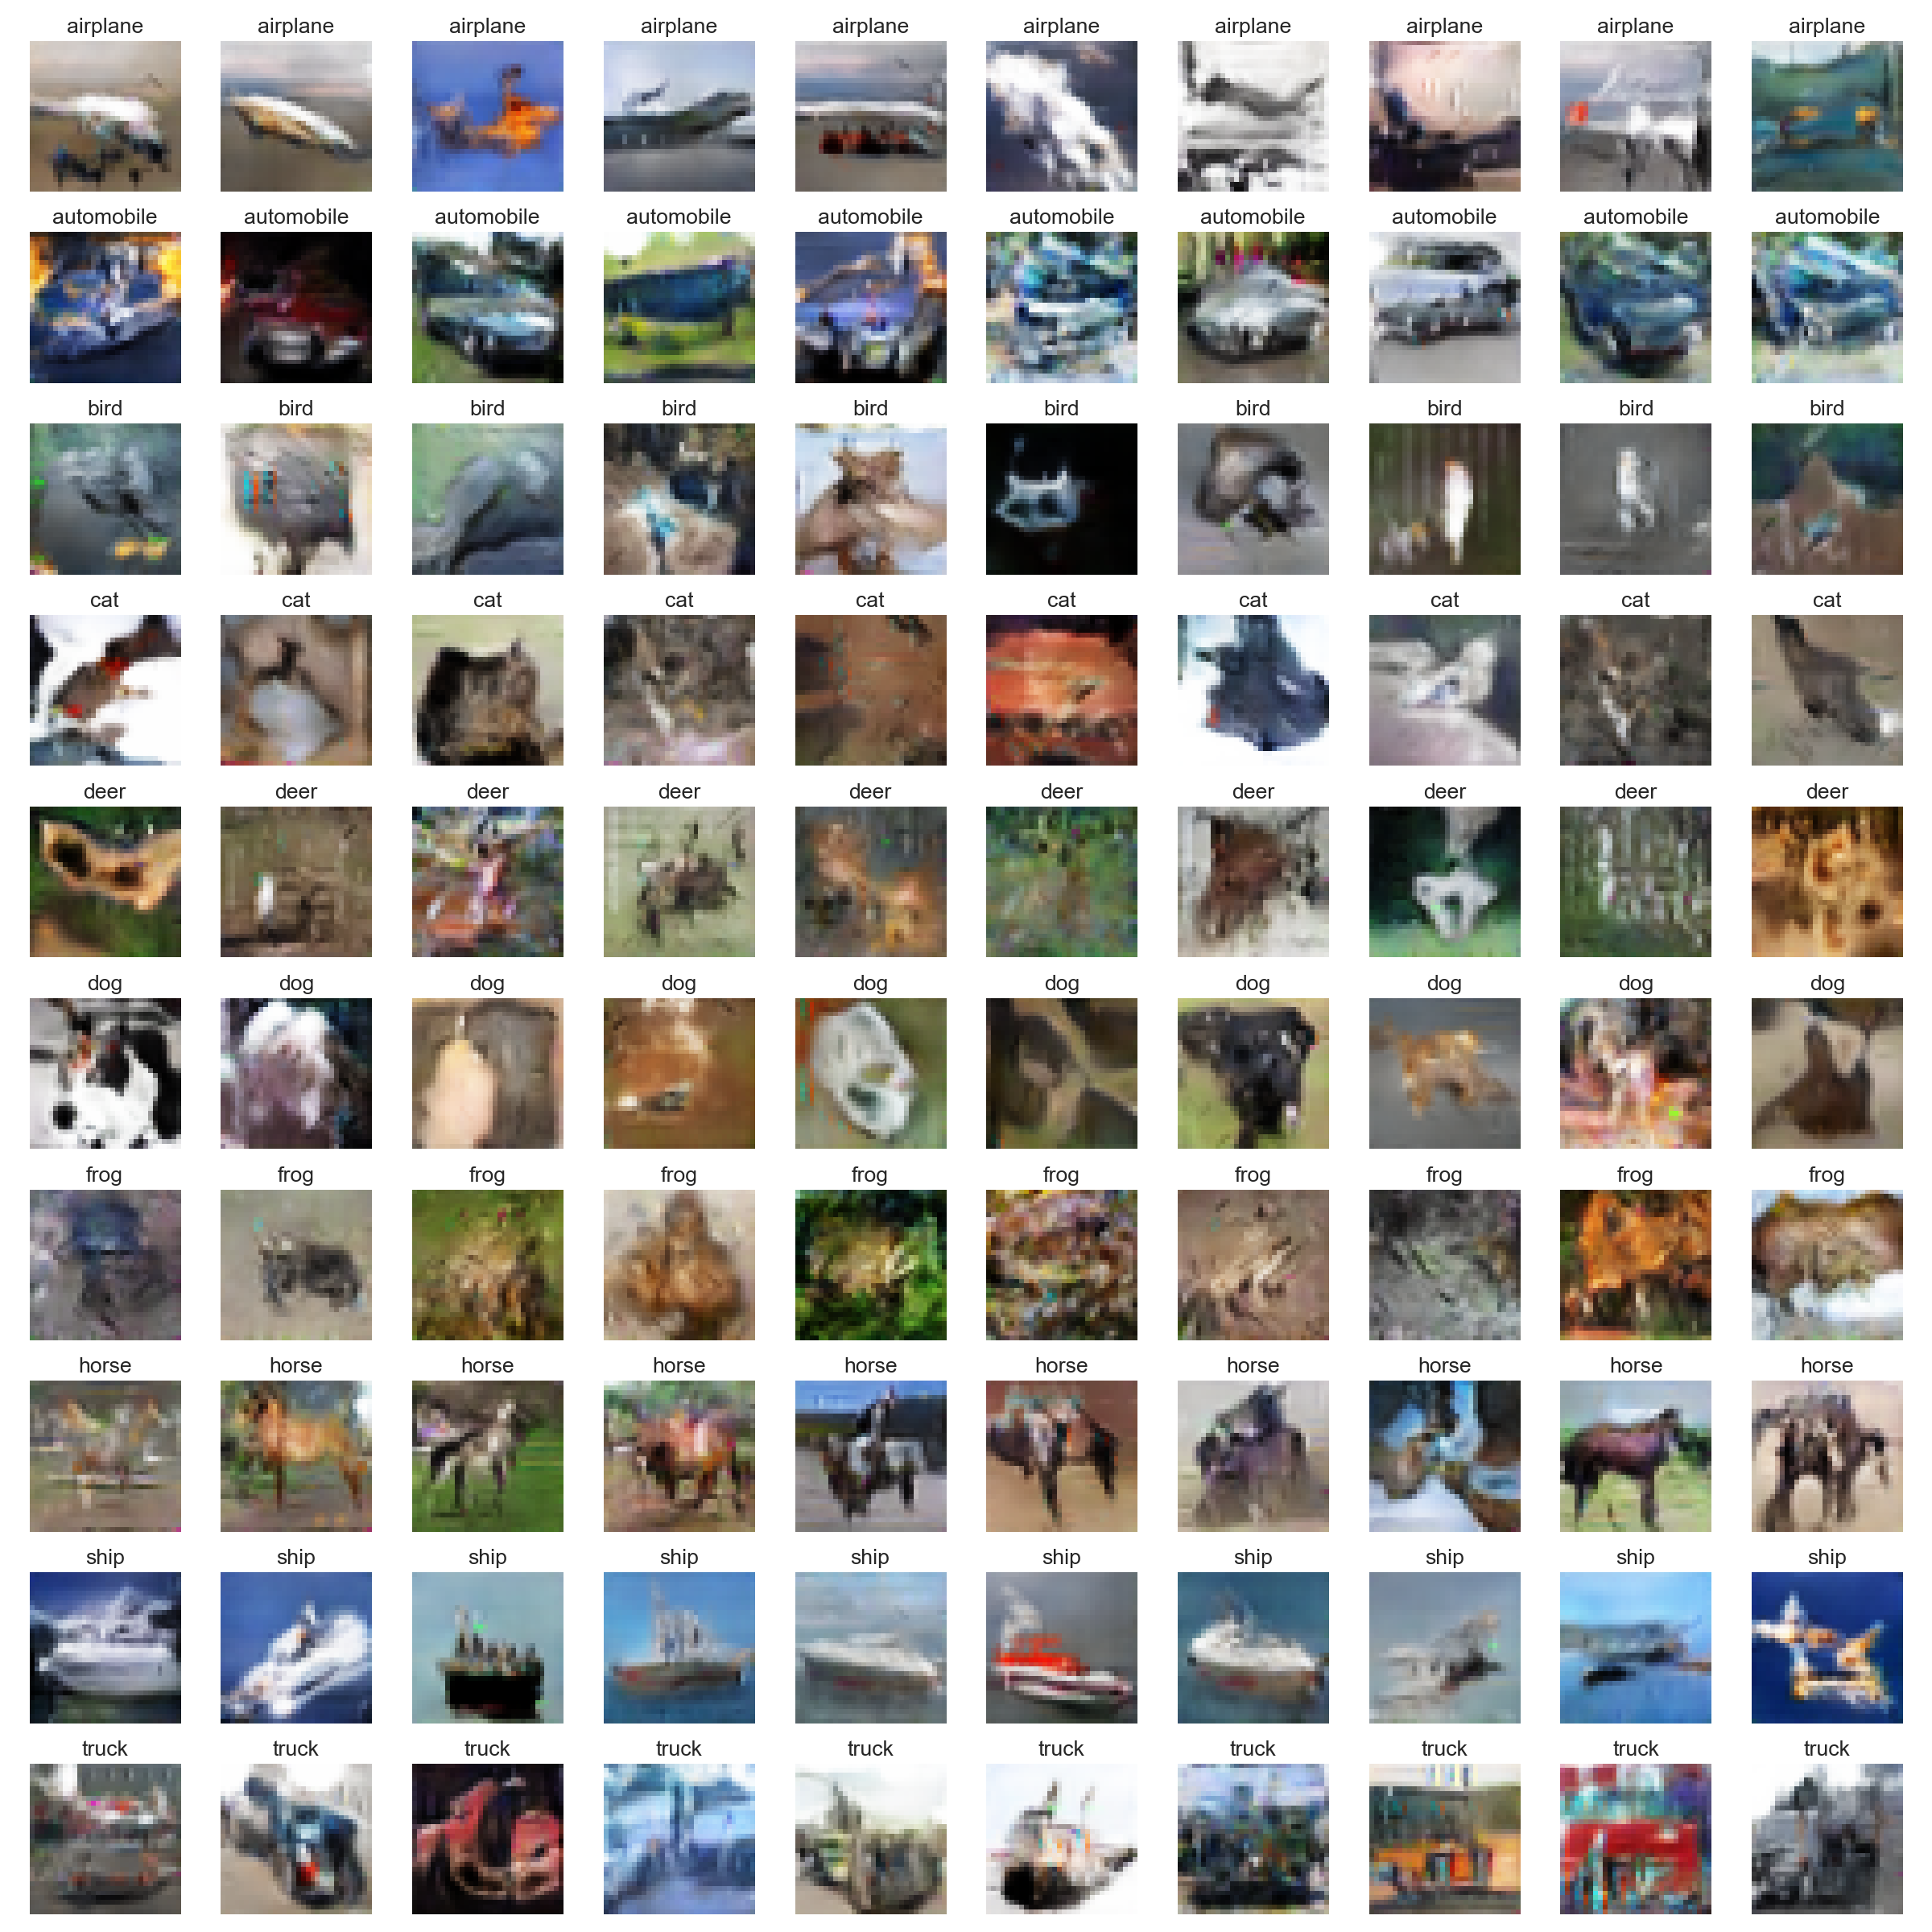 airplane airplane airplane airplane airplane airplane airplane airplane airplane airplane
automobile automobile automobile automobile automobile automobile automobile automobile automobile automobile
bird bird bird bird bird bird bird bird bird bird
cat cat cat cat cat cat cat cat cat cat
deer deer deer deer deer deer deer deer deer deer
dog dog dog dog dog dog dog dog dog dog
frog frog frog frog frog frog frog frog frog frog
horse horse horse horse horse horse horse horse horse horse
ship ship ship ship ship ship ship ship ship ship
truck truck truck truck truck truck truck truck truck truck